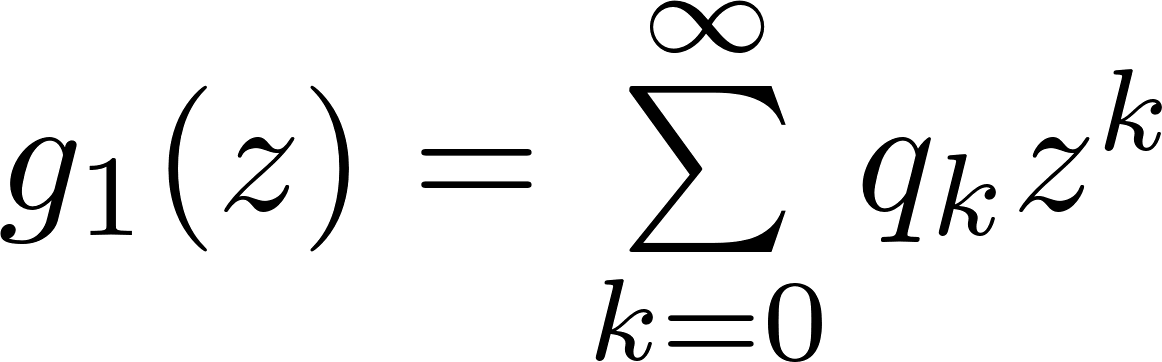 g_1(z) = \sum_{k=0}^{\infty} q_k z^k